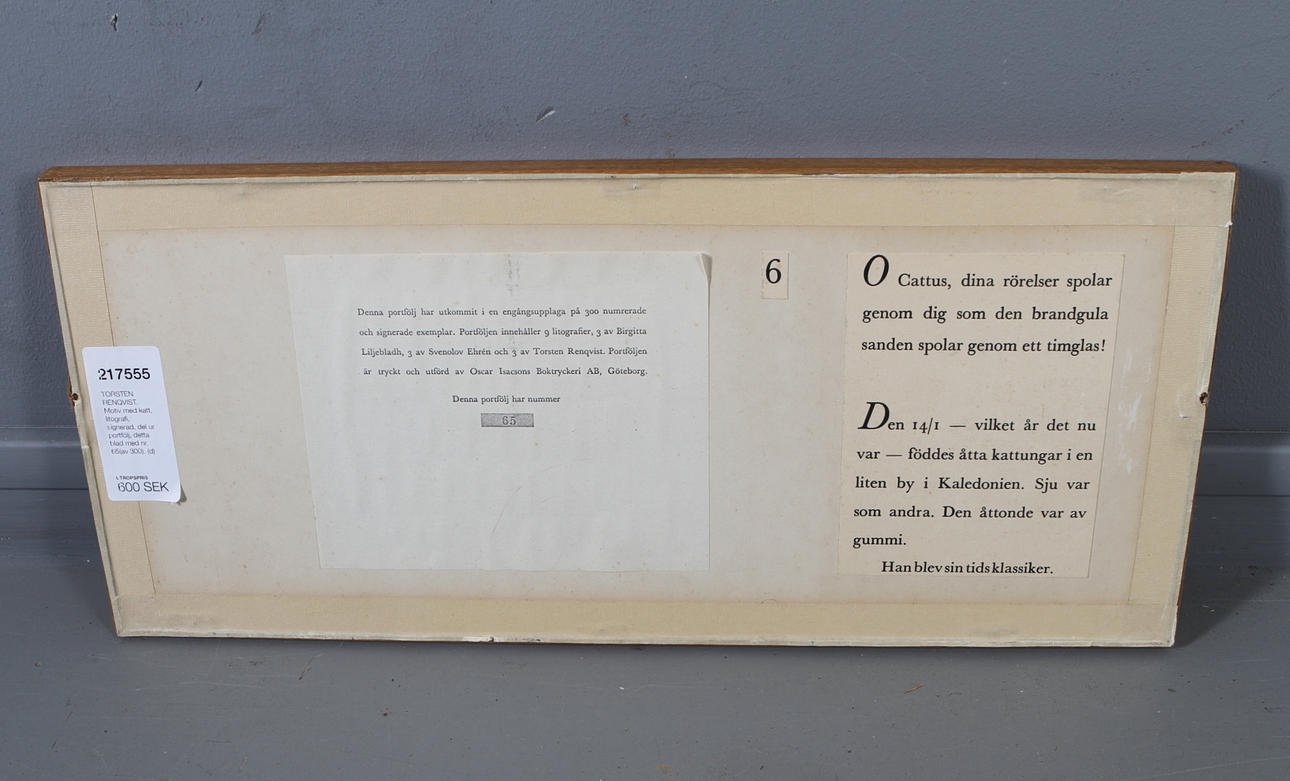 217555
TORSTEN
RENQVIST.
Motiv med katt,
litografi,
signerad, del ur
portfölj, detta
blad med nr.
65(av 300). (d)
UTROPSPRIS
600 SEK
Denna portfölj har utkommit i en engångsupplaga på 300 numrerade
och signerade exemplar. Portföljen innehåller 9 litografier, 3 av Birgitta
Liljebladh, 3 av Svenolov Ehrén och 3 av Torsten Renqvist. Portföljen
är tryckt och utförd av Oscar Isacsons Boktryckeri AB, Göteborg.
Denna portfölj har nummer
65
6
O Cattus, dina rörelser spolar
genom dig som den brandgula
sanden spolar genom ett timglas!
Den 14/1 — vilket år det nu
var — föddes åtta kattungar i en
liten by i Kaledonien. Sju var
som andra. Den åttonde var av
gummi.
Han blev sin tids klassiker.